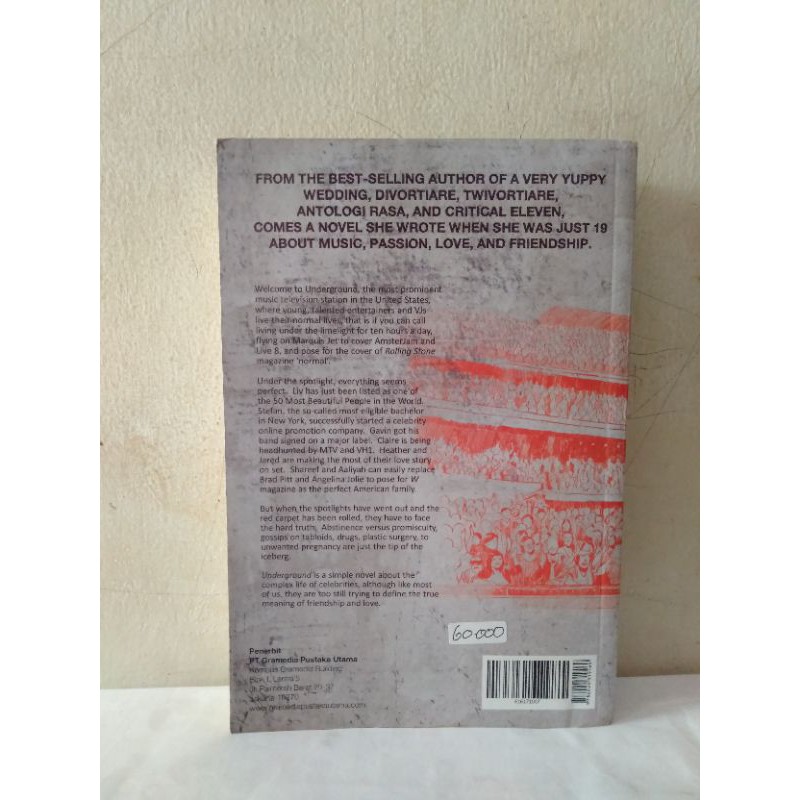 FROM THE BEST-SELLING AUTHOR OF A VERY YUPPY
WEDDING, DIVORTIARE, TWIVORTIARE,
ANTOLOGI RASA, AND CRITICAL ELEVEN,
COMES A NOVEL SHE WROTE WHEN SHE WAS JUST 19
ABOUT MUSIC, PASSION, LOVE, AND FRIENDSHIP.
Welcome to Underground, the most prominent
music television station in the United States,
where young, talented entertainers and VJs
live their normal lives, that is if you can call
living under the limelight for ten hours a day,
flying on Marquis Jet to cover Amsterjam and
Live 8, and pose for the cover of Rolling Stone
magazine 'normal'.
Under the spotlight, everything seems
perfect. Liv has just been listed as one of
the 50 Most Beautiful People in the World.
Stefan, the so-called most eligible bachelor
in New York, successfully started a celebrity
online promotion company. Gavin got his
band signed on a major label. Claire is being
headhunted by MTV and VH1. Heather and
Jared are making the most of their love story
on set. Shareef and Aaliyah can easily replace
Brad Pitt and Angelina Jolie to pose for W
magazine as the perfect American family.
But when the spotlights have went out and the
red carpet has been rolled, they have to face
the hard truth. Abstinence versus promiscuity,
gossips on tabloids, drugs, plastic surgery, to
unwanted pregnancy are just the tip of the
iceberg.
Underground is a simple novel about the
complex life of celebrities, although like most
of us, they are too still trying to define the true
meaning of friendship and love.
60.000
Penerbit
PT Gramedia Pustaka Utama
Kompas Gramedia Building
Blok I, Lantai 5
Jl. Palmerah Barat
Jakarta 10270